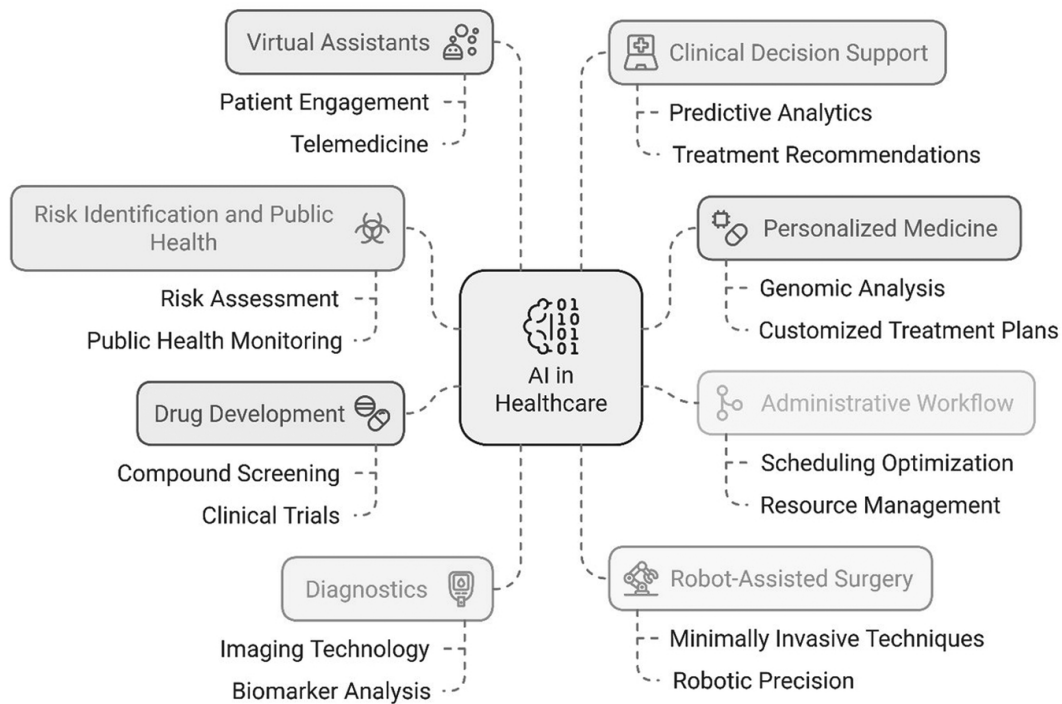 Virtual Assistants
Patient Engagement
Telemedicine
Risk Identification and Public
Health
Risk Assessment
Public Health Monitoring
Drug Development
Compound Screening
Clinical Trials
Diagnostics
Imaging Technology
Biomarker Analysis
01
10
01
01
AI in
Healthcare
Clinical Decision Support
Predictive Analytics
Treatment Recommendations
Personalized Medicine
Genomic Analysis
Customized Treatment Plans
Administrative Workflow
Scheduling Optimization
Resource Management
Robot-Assisted Surgery
Minimally Invasive Techniques
Robotic Precision